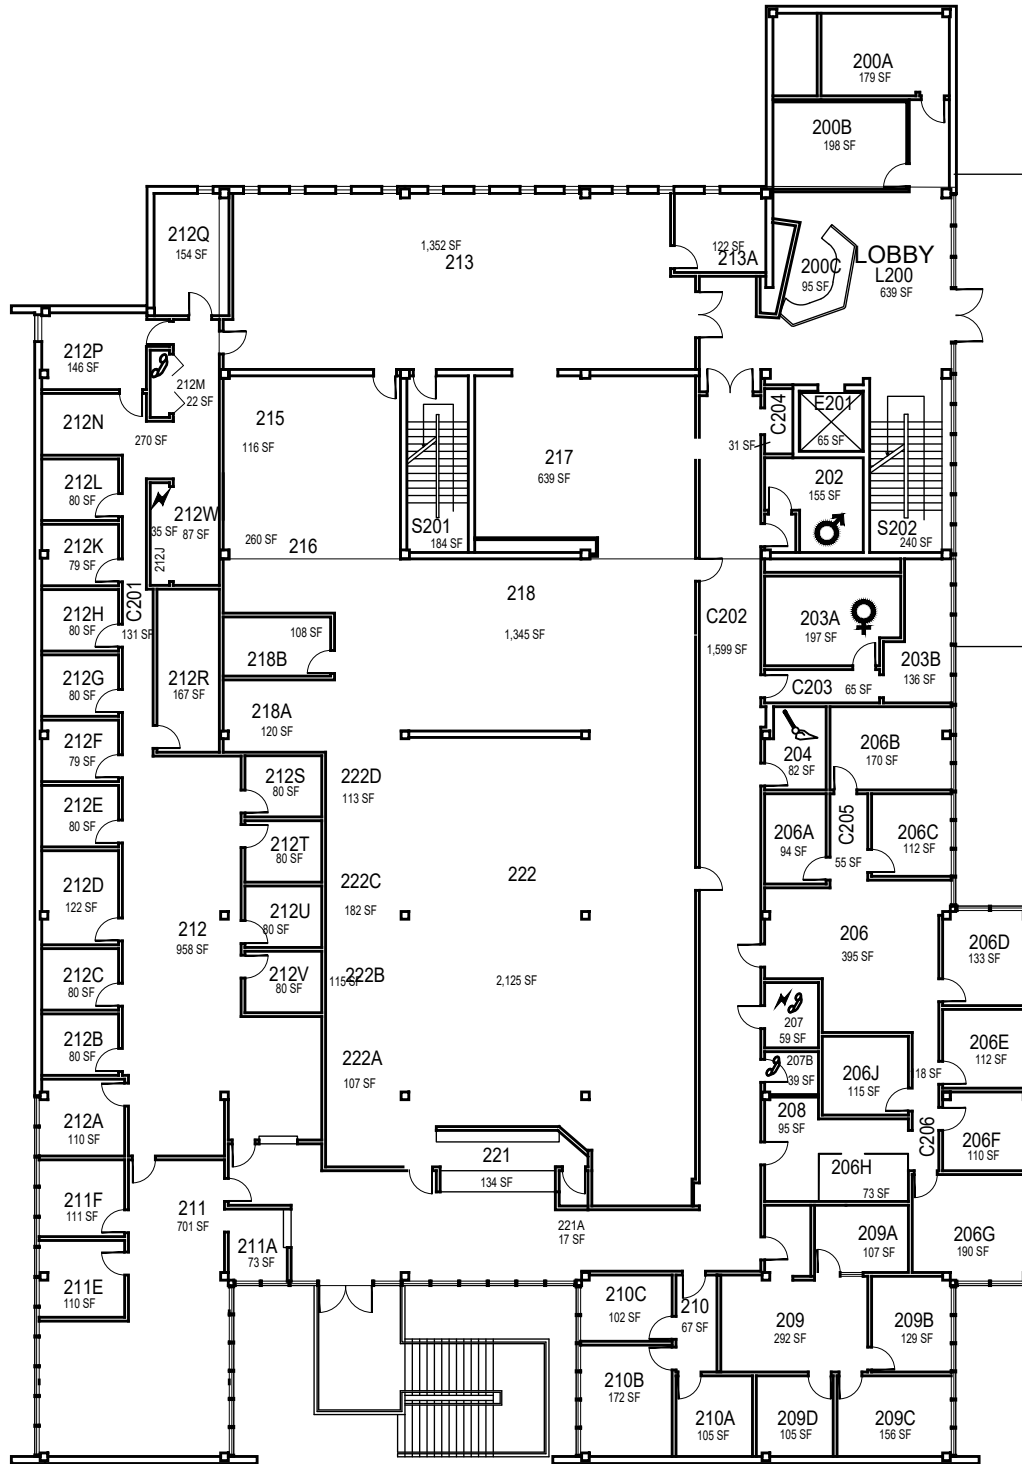 200A
179 SF
200B
198 SF
212Q
154 SF
1,352 SF
213
122 SF
213A
200C
95 SF
LOBBY
L200
639 SF
212P
146 SF
212M
22 SF
212N
270 SF
215
116 SF
217
639 SF
31 SF
C204
E201
65 SF
202
155 SF
212L
80 SF
35 SF
212W
87 SF
212J
S201
184 SF
S202
240 SF
212K
79 SF
260 SF
216
218
1,345 SF
C202
1,599 SF
203A
197 SF
203B
136 SF
C203
65 SF
212H
80 SF
C201
131 SF
108 SF
218B
212G
80 SF
212R
167 SF
218A
120 SF
212F
79 SF
204
82 SF
206B
170 SF
212E
80 SF
212S
80 SF
222D
113 SF
206A
94 SF
C205
55 SF
206C
112 SF
212T
80 SF
212D
122 SF
222C
182 SF
222
212U
80 SF
212
958 SF
206
395 SF
206D
133 SF
212C
80 SF
212V
80 SF
115 SF
222B
2,125 SF
212B
80 SF
207
59 SF
206E
112 SF
222A
107 SF
207B
39 SF
206J
115 SF
18 SF
212A
110 SF
208
95 SF
C206
206F
110 SF
221
134 SF
206H
73 SF
211F
111 SF
211
701 SF
221A
17 SF
211A
73 SF
209A
107 SF
206G
190 SF
211E
110 SF
210C
102 SF
210
67 SF
209
292 SF
209B
129 SF
210B
172 SF
210A
105 SF
209D
105 SF
209C
156 SF